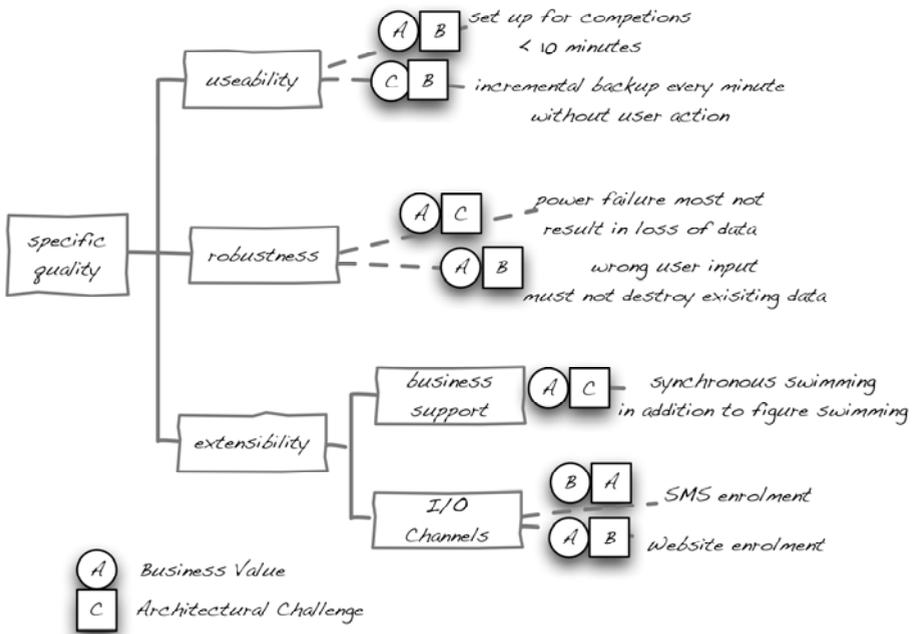 A B set up for competions
< 10 minutes
useability
C B incremental backup every minute
without user action
A C power failure most not
result in loss of data
specific
quality
robustness
A B wrong user input
must not destroy exisiting data
business
support
A C synchronous swimming
in addition to figure swimming
extensibility
B A SMS enrolment
I/O
Channels
A B Website enrolment
A Business Value
C Architectural Challenge